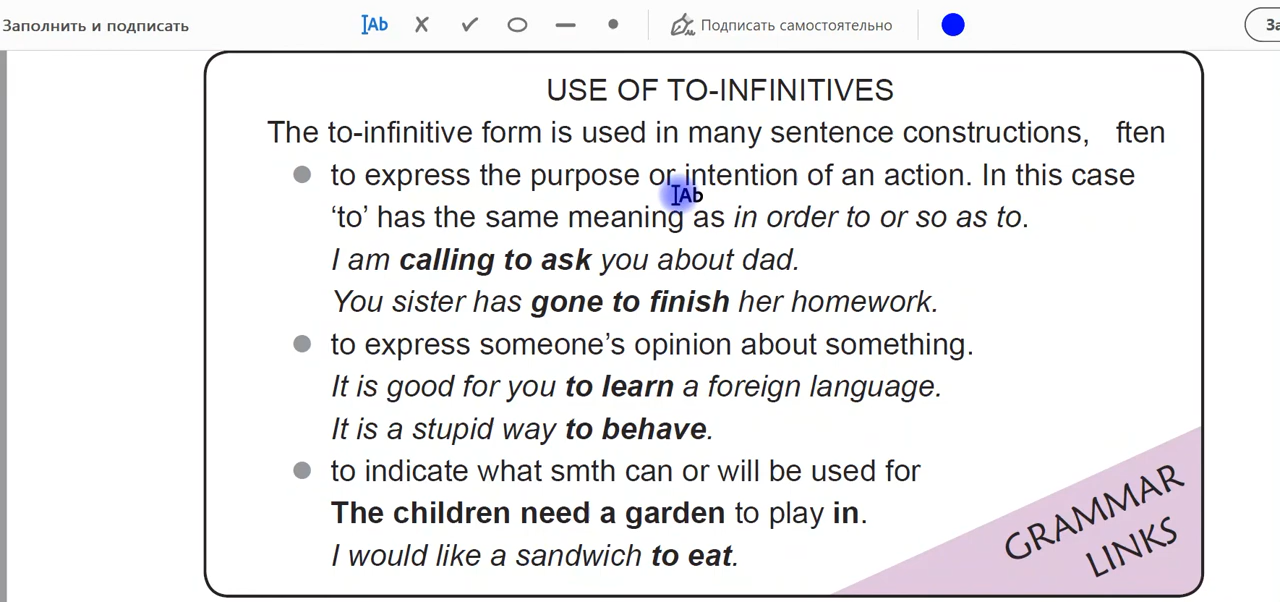 Заполнить и подписать
Ab
Подписать самостоятельно
За
USE OF TO-INFINITIVES
The to-infinitive form is used in many sentence constructions, ften
to express the purpose or intention of an action. In this case
Ab
‘to’ has the same meaning as in order to or so as to.
I am calling to ask you about dad.
You sister has gone to finish her homework.
to express someone’s opinion about something.
It is good for you to learn a foreign language.
It is a stupid way to behave.
to indicate what smth can or will be used for
The children need a garden to play in.
I would like a sandwich to eat.
GRAMMAR
LINKS